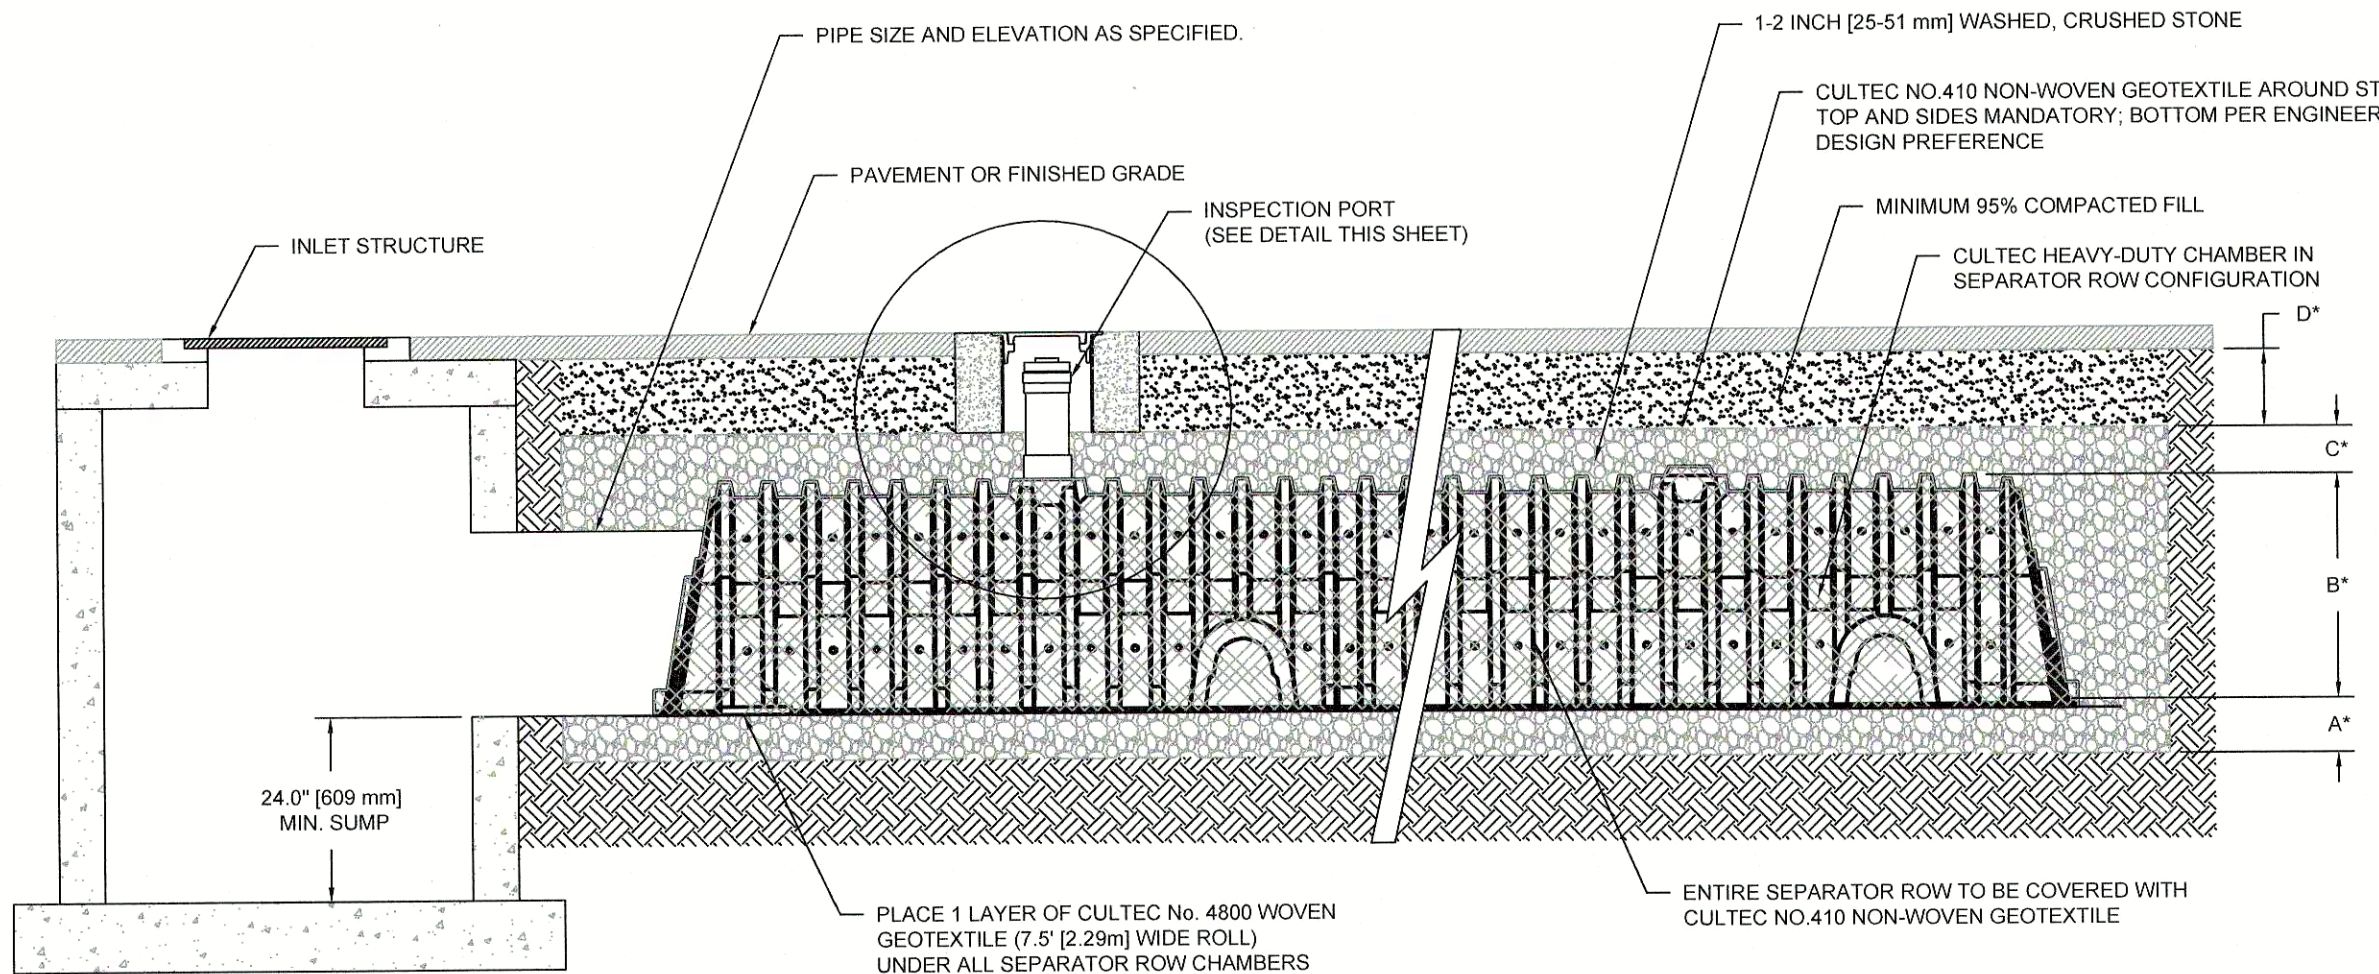 PIPE SIZE AND ELEVATION AS SPECIFIED.
1-2 INCH [25-51 mm] WASHED, CRUSHED STONE
CULTEC NO.410 NON-WOVEN GEOTEXTILE AROUND
TOP AND SIDES MANDATORY; BOTTOM PER ENGINEER
DESIGN PREFERENCE
PAVEMENT OR FINISHED GRADE
INSPECTION PORT
(SEE DETAIL THIS SHEET)
MINIMUM 95% COMPACTED FILL
INLET STRUCTURE
CULTEC HEAVY-DUTY CHAMBER IN
SEPARATOR ROW CONFIGURATION
D*
C*
B*
A*
24.0" [609 mm]
MIN. SUMP
PLACE 1 LAYER OF CULTEC No. 4800 WOVEN
GEOTEXTILE (7.5' [2.29m] WIDE ROLL)
UNDER ALL SEPARATOR ROW CHAMBERS
ENTIRE SEPARATOR ROW TO BE COVERED WITH
CULTEC NO.410 NON-WOVEN GEOTEXTILE